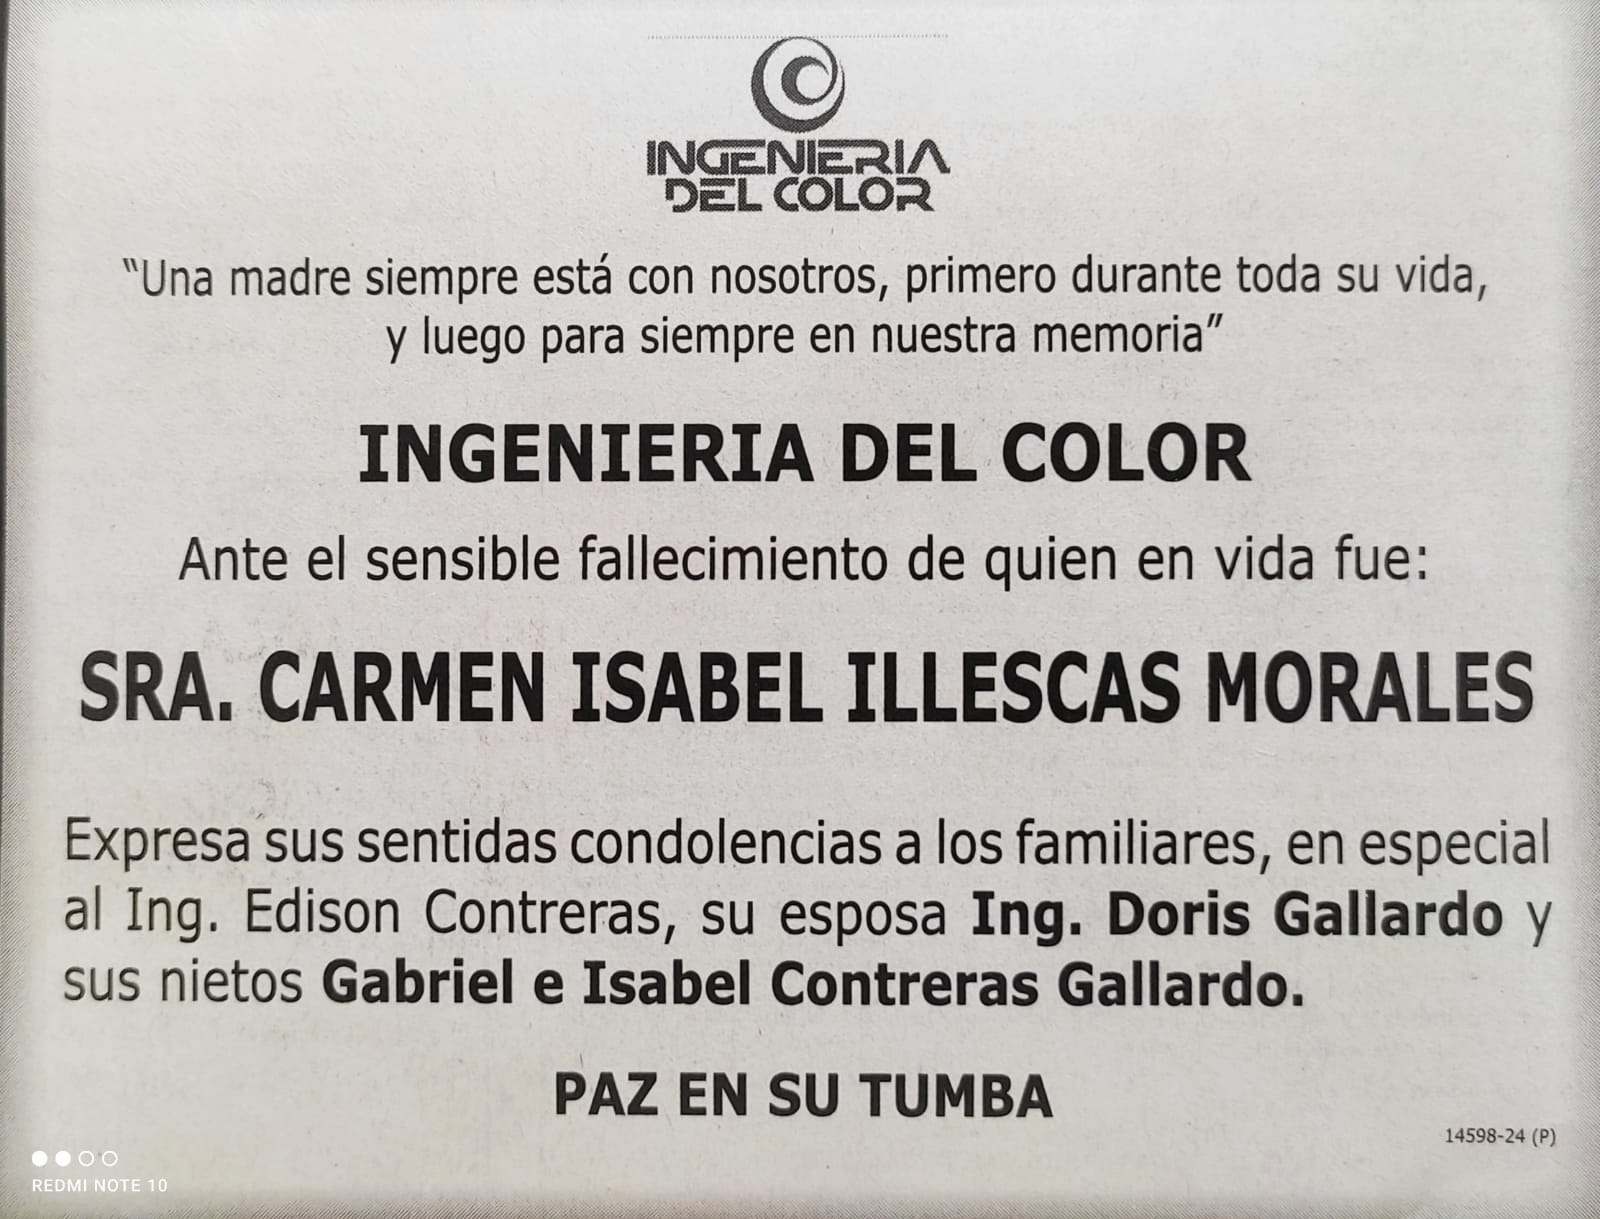 INGENIERIA
DEL COLOR
“Una madre siempre está con nosotros, primero durante toda su vida,
y luego para siempre en nuestra memoria”
INGENIERIA DEL COLOR
Ante el sensible fallecimiento de quien en vida fue:
SRA. CARMEN ISABEL ILLESCAS MORALES
Expresa sus sentidas condolencias a los familiares, en especial
al Ing. Edison Contreras, su esposa Ing. Doris Gallardo y
sus nietos Gabriel e Isabel Contreras Gallardo.
PAZ EN SU TUMBA
14598-24 (P)
REDMI NOTE 10